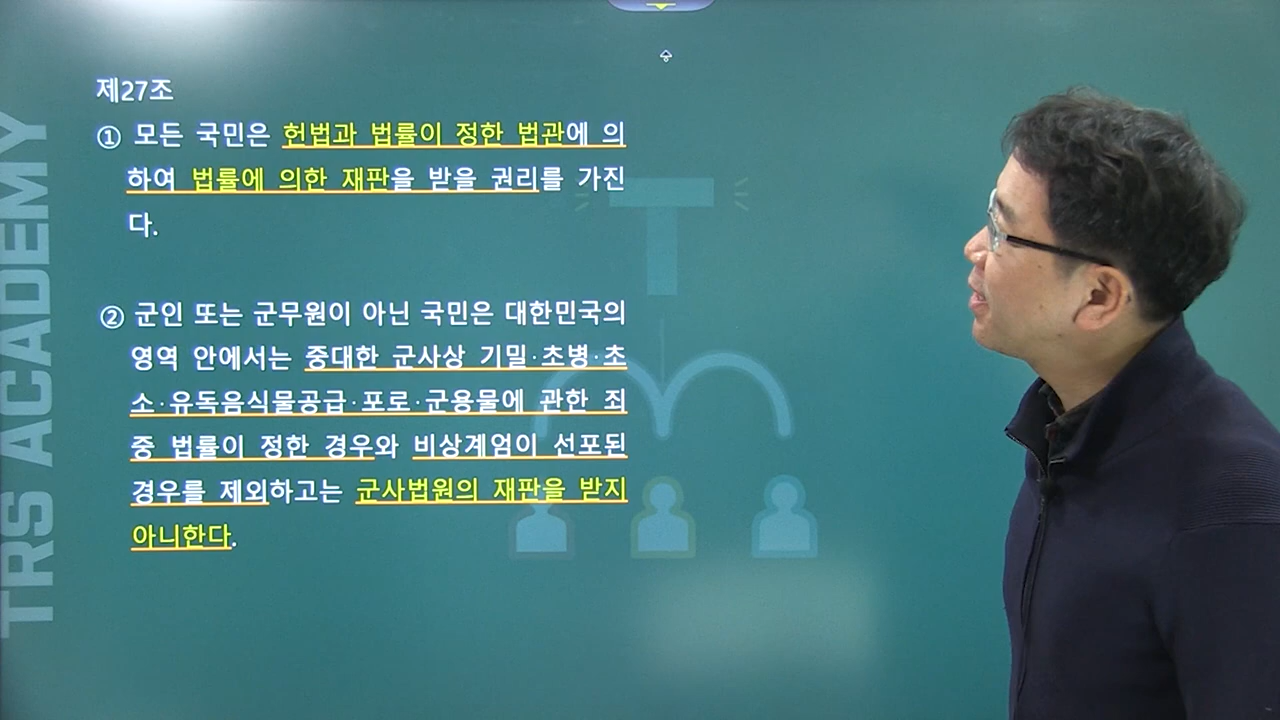 제27조
① 모든 국민은 헌법과 법률이 정한 법관에 의
하여 법률에 의한 재판을 받을 권리를 가진
다.
② 군인 또는 군무원이 아닌 국민은 대한민국의
영역 안에서는 중대한 군사상 기밀·초병·초
소·유독음식물공급·포로·군용물에 관한 죄
중 법률이 정한 경우와 비상계엄이 선포된
경우를 제외하고는 군사법원의 재판을 받지
아니한다.
TRS ACADEMY